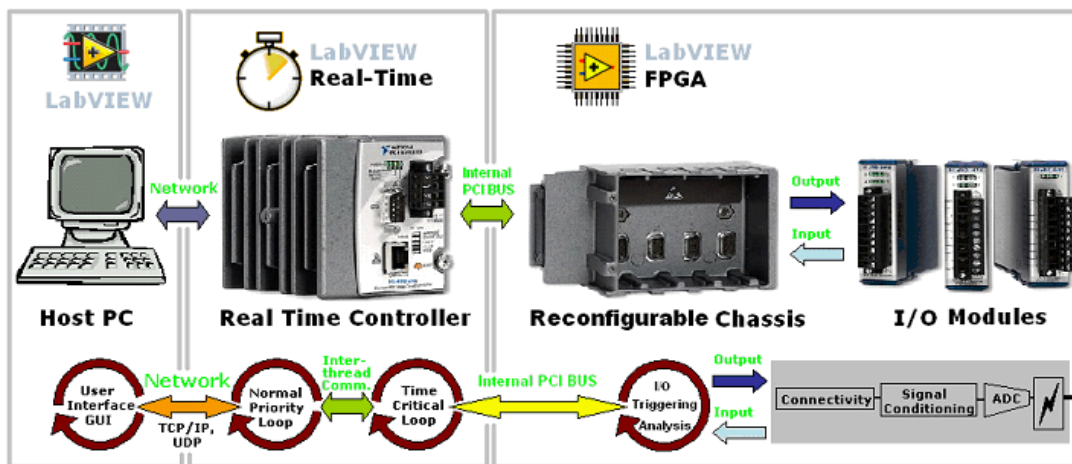 LabVIEW
LabVIEW
Real-Time
LabVIEW
FPGA
Network
Internal
PCI BUS
Output
Input
Host PC
Real Time Controller
Reconfigurable Chassis
I/O Modules
User
Interface
GUI
Network
TCP/IP,
UDP
Normal
Priority
Loop
Inter-
thread
Comm.
Time
Critical
Loop
Internal PCI BUS
I/O
Triggering
Analysis
Output
Input
Connectivity
Signal
Conditioning
ADC